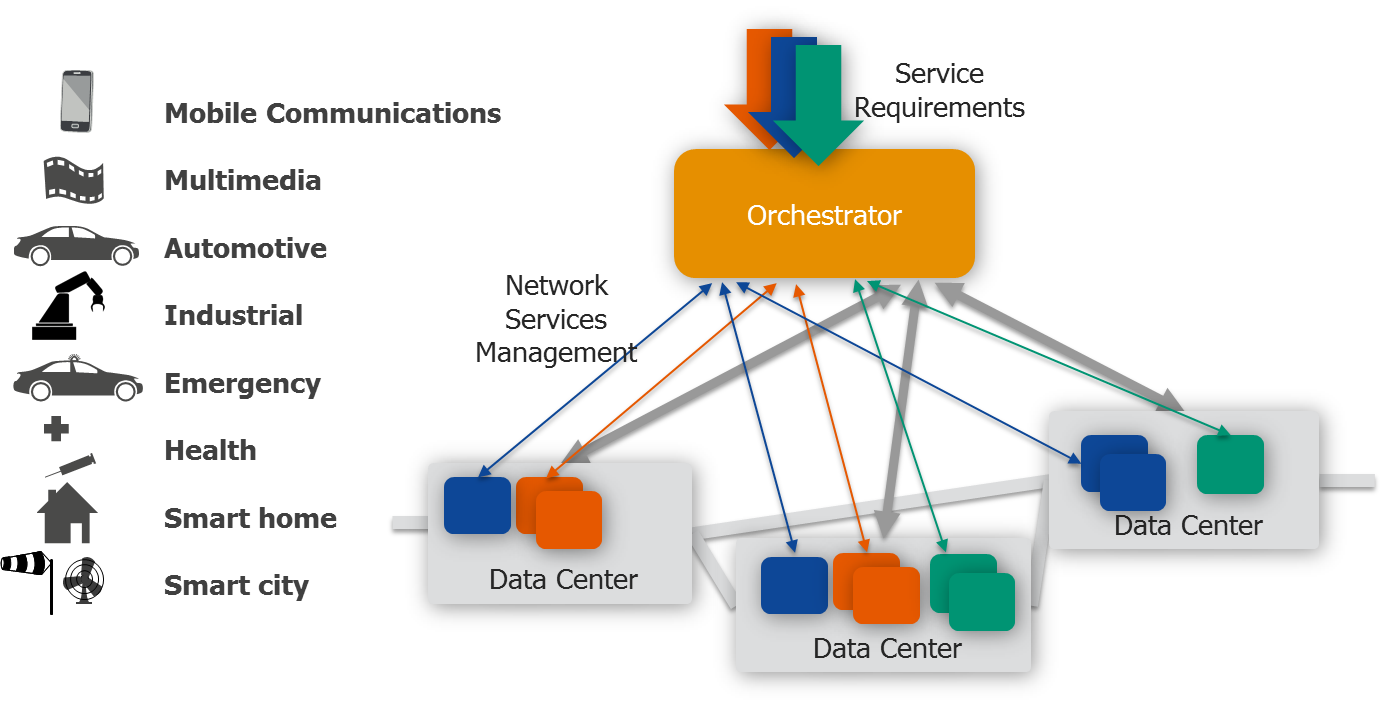 Mobile Communications
Multimedia
Automotive
Industrial
Emergency
Health
Smart home
Smart city
Service
Requirements
Orchestrator
Network
Services
Management
Data Center
Data Center
Data Center